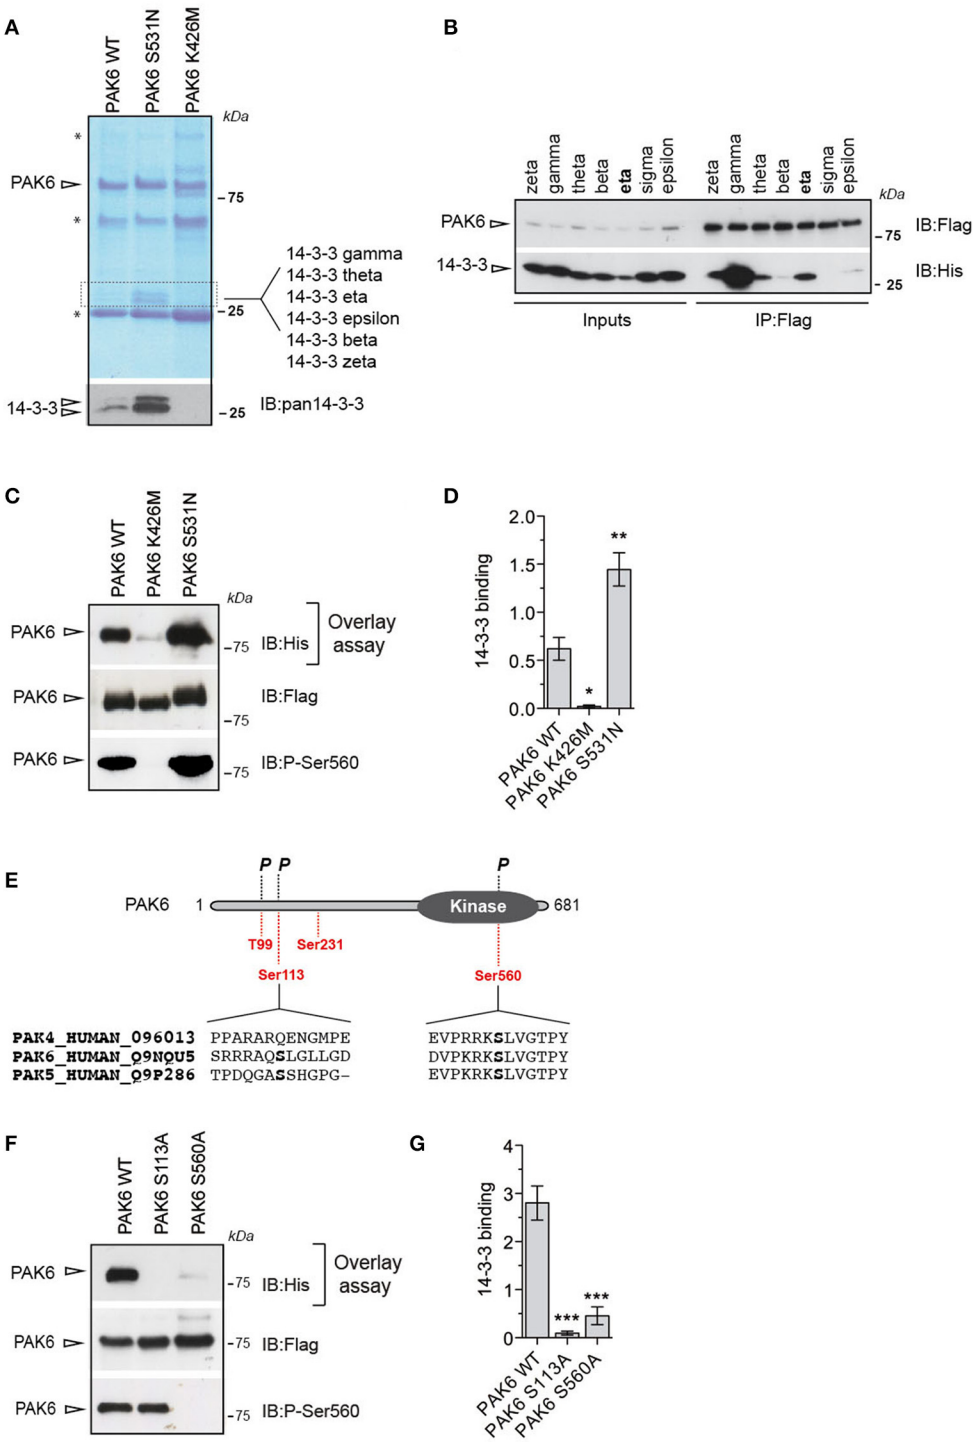 A
PAK6 WT
PAK6 S531N
PAK6 K426M
kDa
*
PAK6
-75
*
14-3-3 gamma
14-3-3 theta
14-3-3 eta
14-3-3 epsilon
14-3-3 beta
14-3-3 zeta
*
-25
14-3-3
-25
IB:pan14-3-3
B
zeta
gamma
theta
beta
eta
sigma
epsilon
zeta
gamma
theta
beta
eta
sigma
epsilon
kDa
PAK6
-75
IB:Flag
14-3-3
- 25
IB:His
Inputs
IP:Flag
C
PAK6 WT
PAK6 K426M
PAK6 S531N
kDa
PAK6
-75
IB:His
Overlay
assay
PAK6
-75
IB:Flag
PAK6
-75
IB:P-Ser560
D
14-3-3 binding
2.0
1.5
1.0
0.5
0.0
*
**
PAK6 WT
PAK6 K426M
PAK6 S531N
E
P P P
PAK6 1 Kinase 681
T99 Ser231
Ser113 Ser560
PAK4_HUMAN_O96013 PPARARQENGMPE EVPRRKSLVGTPY
PAK6_HUMAN_Q9NQU5 SRRRAQSLGLLGD DVPKRKSLVGTPY
PAK5_HUMAN_Q9P286 TPDQGASSHGPG- EVPKRKSLVGTPY
F
PAK6 WT
PAK6 S113A
PAK6 S560A
kDa
PAK6
-75
IB:His
Overlay
assay
PAK6
-75
IB:Flag
PAK6
-75
IB:P-Ser560
G
14-3-3 binding
4
3
2
1
0
***
***
PAK6 WT
PAK6 S113A
PAK6 S560A